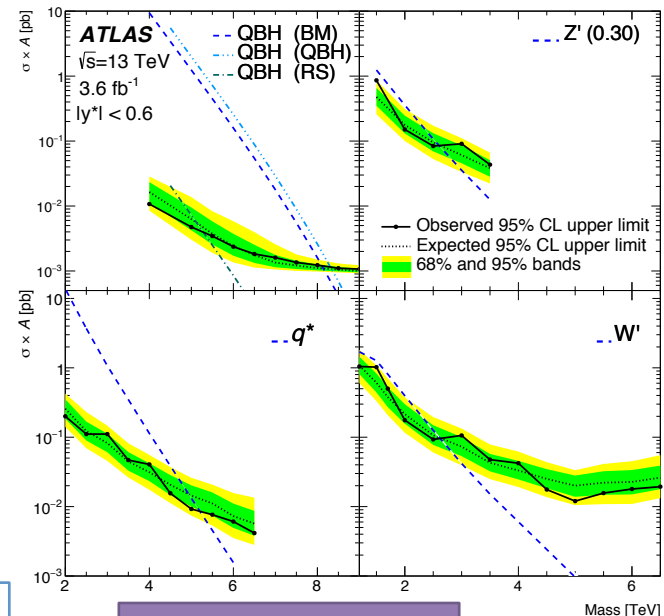 σ × A [pb]
10
1
10⁻¹
10⁻²
10⁻³
ATLAS
√s=13 TeV
3.6 fb⁻¹
|y*| < 0.6
QBH (BM)
QBH (QBH)
QBH (RS)
Z' (0.30)
Observed 95% CL upper limit
Expected 95% CL upper limit
68% and 95% bands
4 6 8
σ × A [pb]
1
10⁻¹
10⁻²
10⁻³
q*
W'
2 4 6
2 4 6
Mass [TeV]